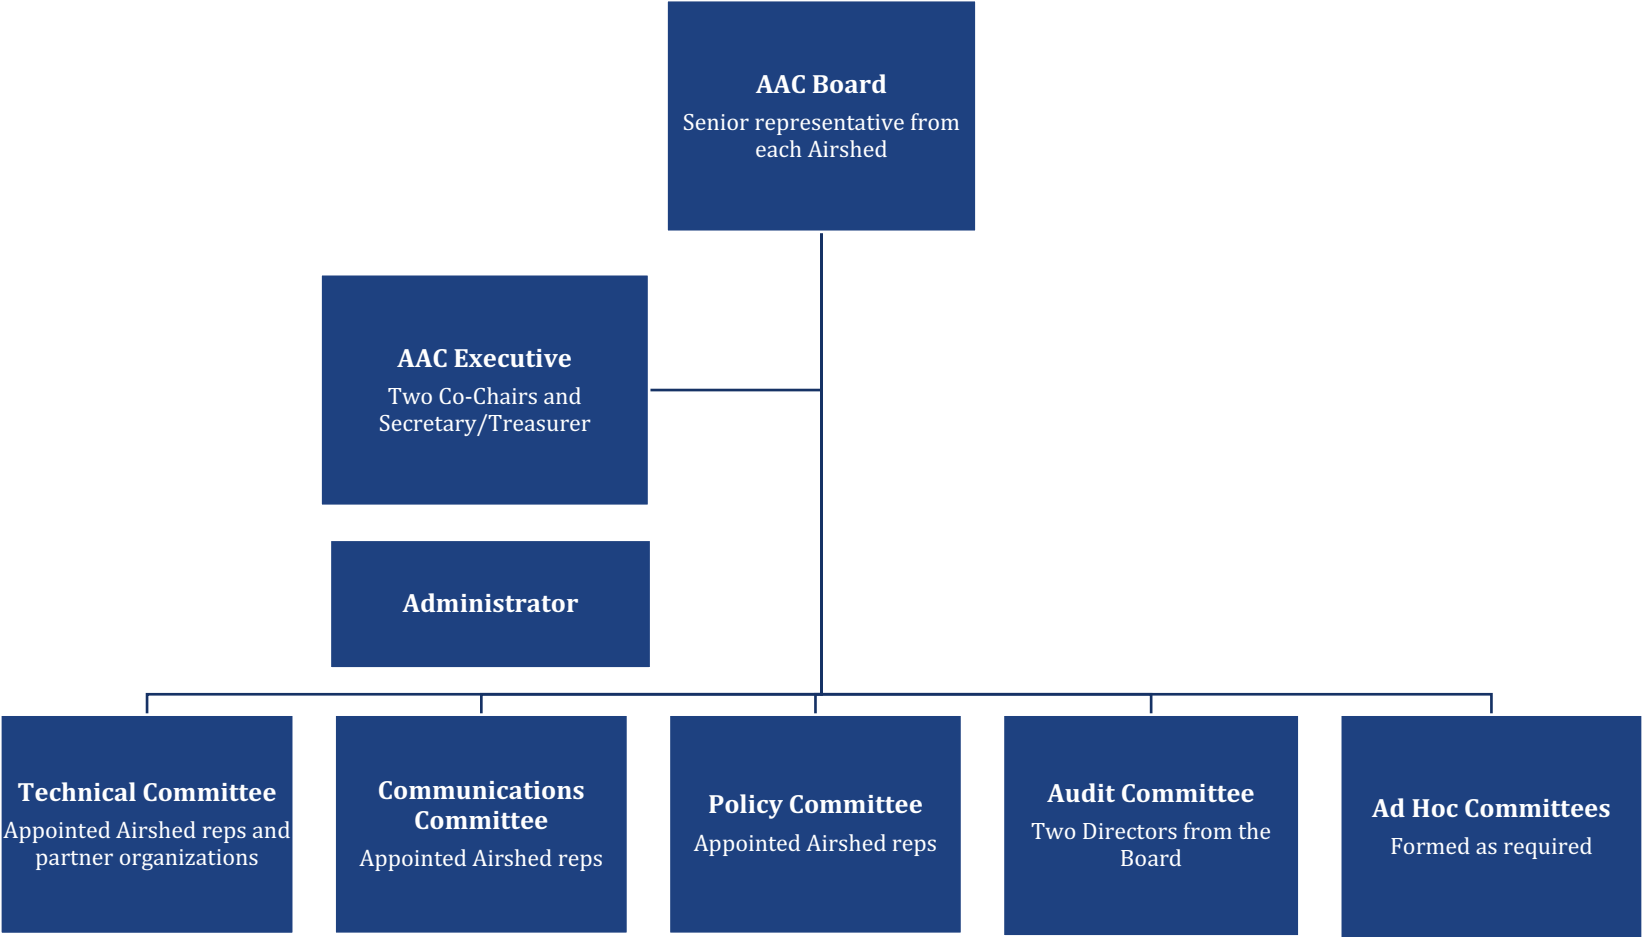 AAC Board
Senior representative from
each Airshed
AAC Executive
Two Co-Chairs and
Secretary/Treasurer
Administrator
Technical Committee
Appointed Airshed reps and
partner organizations
Communications
Committee
Appointed Airshed reps
Policy Committee
Appointed Airshed reps
Audit Committee
Two Directors from the
Board
Ad Hoc Committees
Formed as required